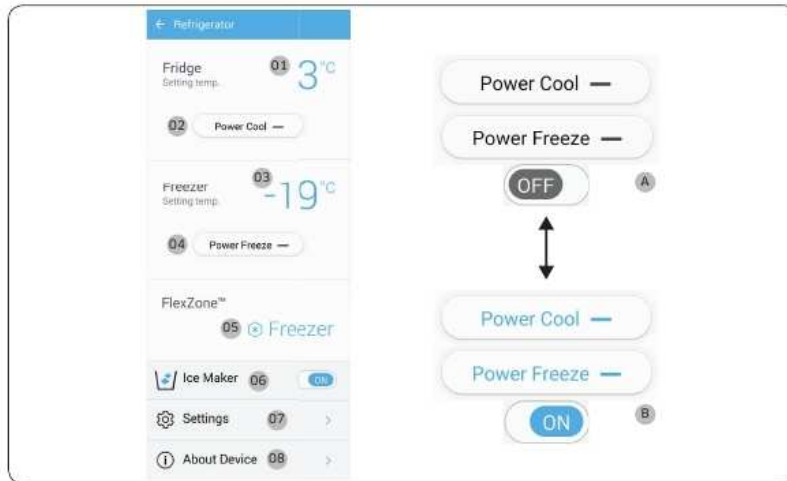 ← Refrigerator
Fridge 01 3°C
Setting temp.
02 Power Cool —
Freezer 03 -19°C
Setting temp.
04 Power Freeze —
FlexZone™
05 Freezer
Ice Maker 06 ON
Settings 07 >
About Device 08 >
Power Cool —
Power Freeze —
OFF A
Power Cool —
Power Freeze —
ON B